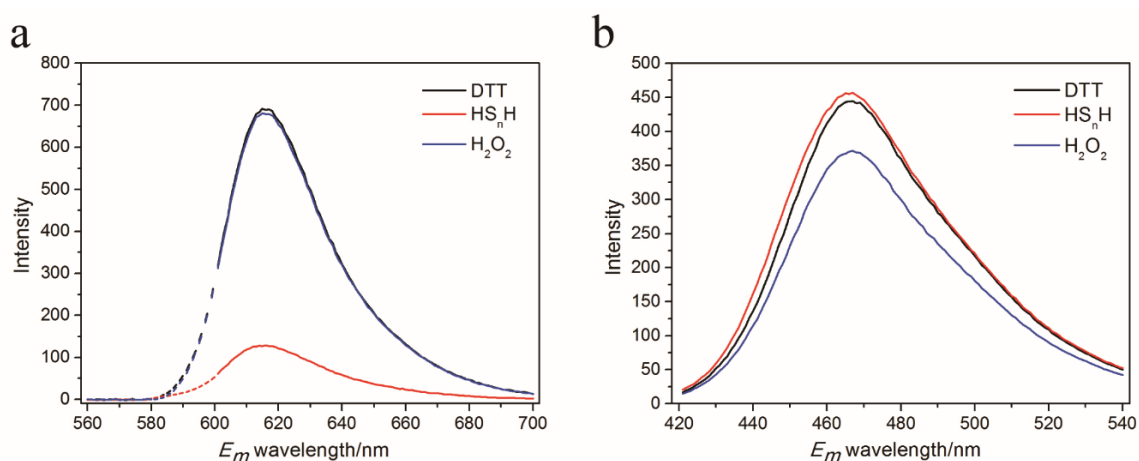 a
800
700
600
500
400
300
200
100
0
DTT
HSnH
H2O2
Intensity
560 580 600 620 640 660 680 700
Em wavelength/nm
b
500
450
400
350
300
250
200
150
100
50
0
DTT
HSnH
H2O2
Intensity
420 440 460 480 500 520 540
Em wavelength/nm